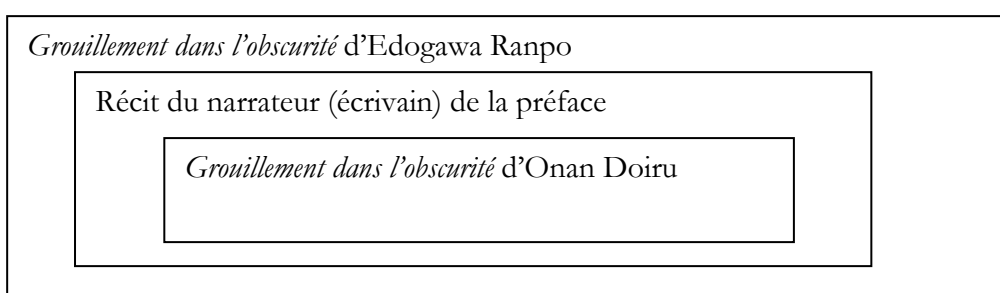 Grouillement dans l’obscurité d’Edogawa Ranpo
Récit du narrateur (écrivain) de la préface
Grouillement dans l’obscurité d’Onan Doiru